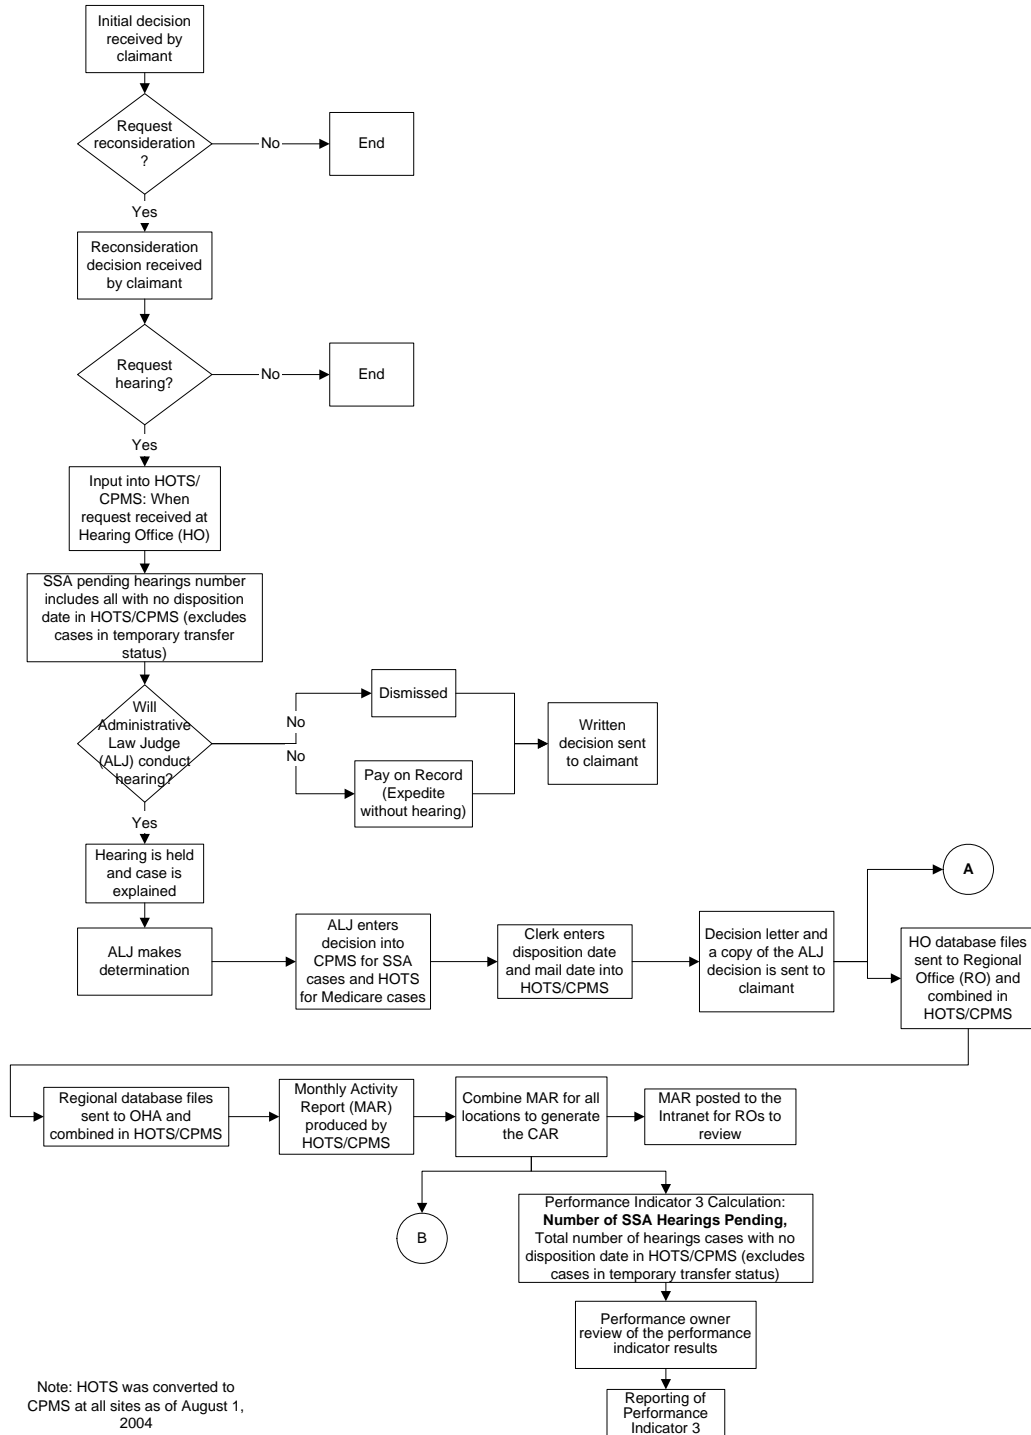 Initial decision
received by
claimant
Request
reconsideration
?
No
End
Yes
Reconsideration
decision received
by claimant
Request
hearing?
No
End
Yes
Input into HOTS/
CPMS: When
request received at
Hearing Office (HO)
SSA pending hearings number
includes all with no disposition
date in HOTS/CPMS (excludes
cases in temporary transfer
status)
Will
Administrative
Law Judge
(ALJ) conduct
hearing?
No
Dismissed
No
Pay on Record
(Expedite
without hearing)
Written
decision sent
to claimant
Yes
Hearing is held
and case is
explained
ALJ makes
determination
ALJ enters
decision into
CPMS for SSA
cases and HOTS
for Medicare cases
Clerk enters
disposition date
and mail date into
HOTS/CPMS
Decision letter and
a copy of the ALJ
decision is sent to
claimant
A
HO database files
sent to Regional
Office (RO) and
combined in
HOTS/CPMS
Regional database files
sent to OHA and
combined in HOTS/CPMS
Monthly Activity
Report (MAR)
produced by
HOTS/CPMS
Combine MAR for all
locations to generate
the CAR
MAR posted to the
Intranet for ROs to
review
B
Performance Indicator 3 Calculation:
Number of SSA Hearings Pending,
Total number of hearings cases with no
disposition date in HOTS/CPMS (excludes
cases in temporary transfer status)
Performance owner
review of the performance
indicator results
Reporting of
Performance
Indicator 3
Note: HOTS was converted to
CPMS at all sites as of August 1,
2004